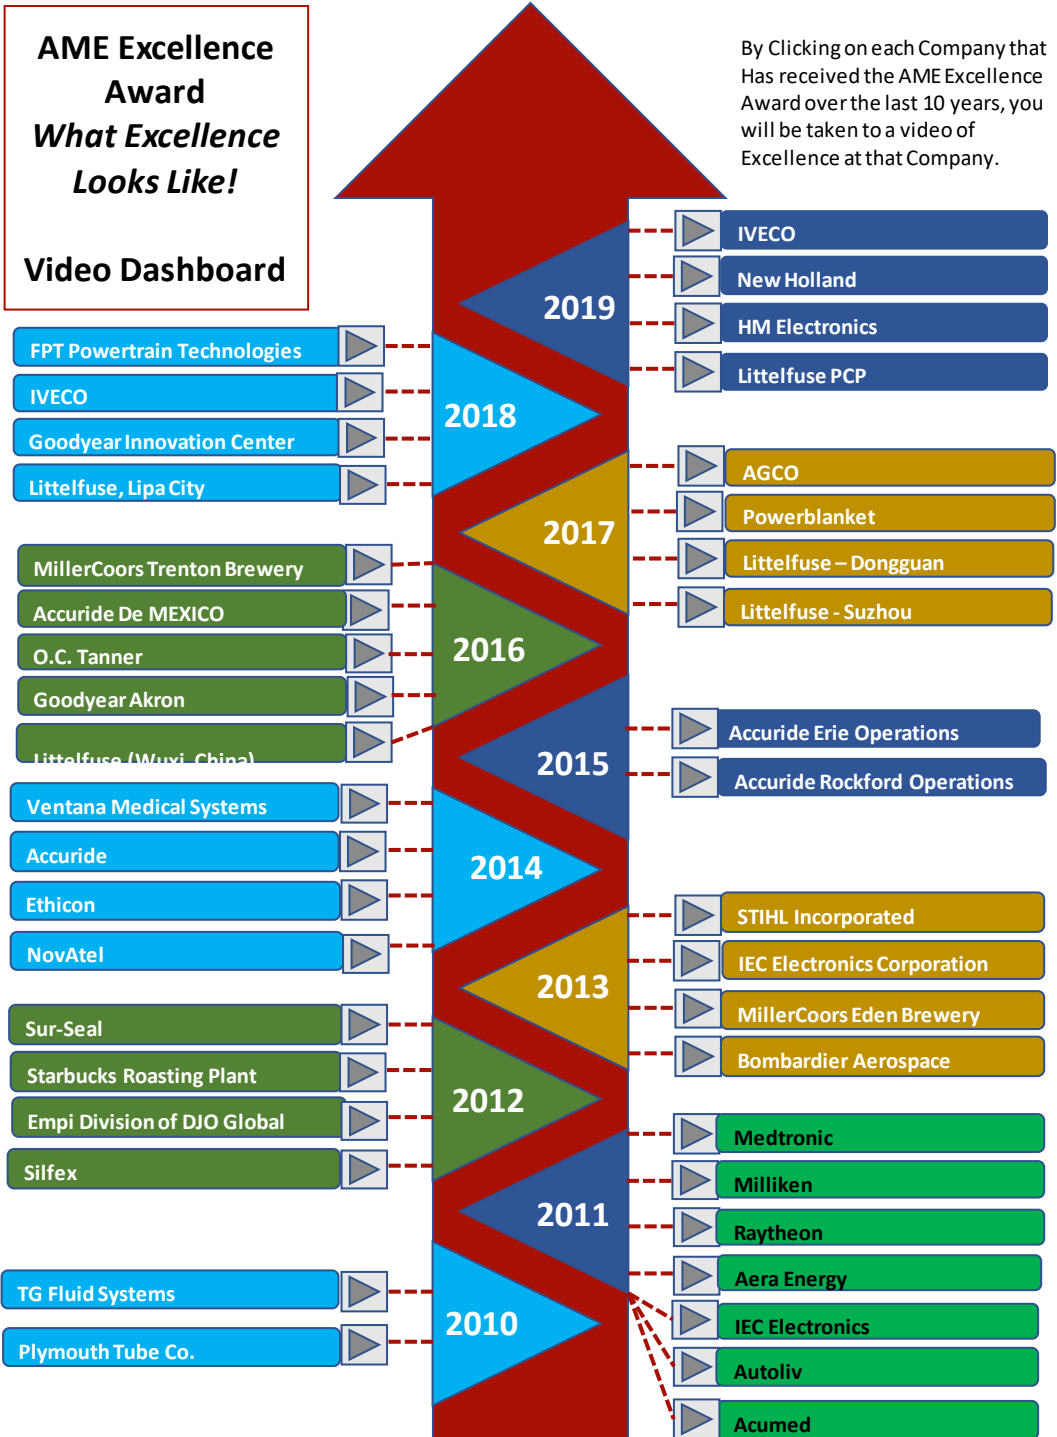 AME Excellence
Award
What Excellence
Looks Like!
Video Dashboard
By Clicking on each Company that
Has received the AME Excellence
Award over the last 10 years, you
will be taken to a video of
Excellence at that Company.
2019
IVECO
New Holland
HM Electronics
Littelfuse PCP
2018
FPT Powertrain Technologies
IVECO
Goodyear Innovation Center
Littelfuse, Lipa City
2017
AGCO
Powerblanket
Littelfuse – Dongguan
Littelfuse - Suzhou
2016
MillerCoors Trenton Brewery
Accuride De MEXICO
O.C. Tanner
Goodyear Akron
Littelfuse (Wuxi, China)
2015
Accuride Erie Operations
Accuride Rockford Operations
2014
Ventana Medical Systems
Accuride
Ethicon
NovAtel
2013
STIHL Incorporated
IEC Electronics Corporation
MillerCoors Eden Brewery
Bombardier Aerospace
2012
Sur-Seal
Starbucks Roasting Plant
Empi Division of DJO Global
Silfex
2011
Medtronic
Milliken
Raytheon
Aera Energy
IEC Electronics
Autoliv
Acumed
2010
TG Fluid Systems
Plymouth Tube Co.